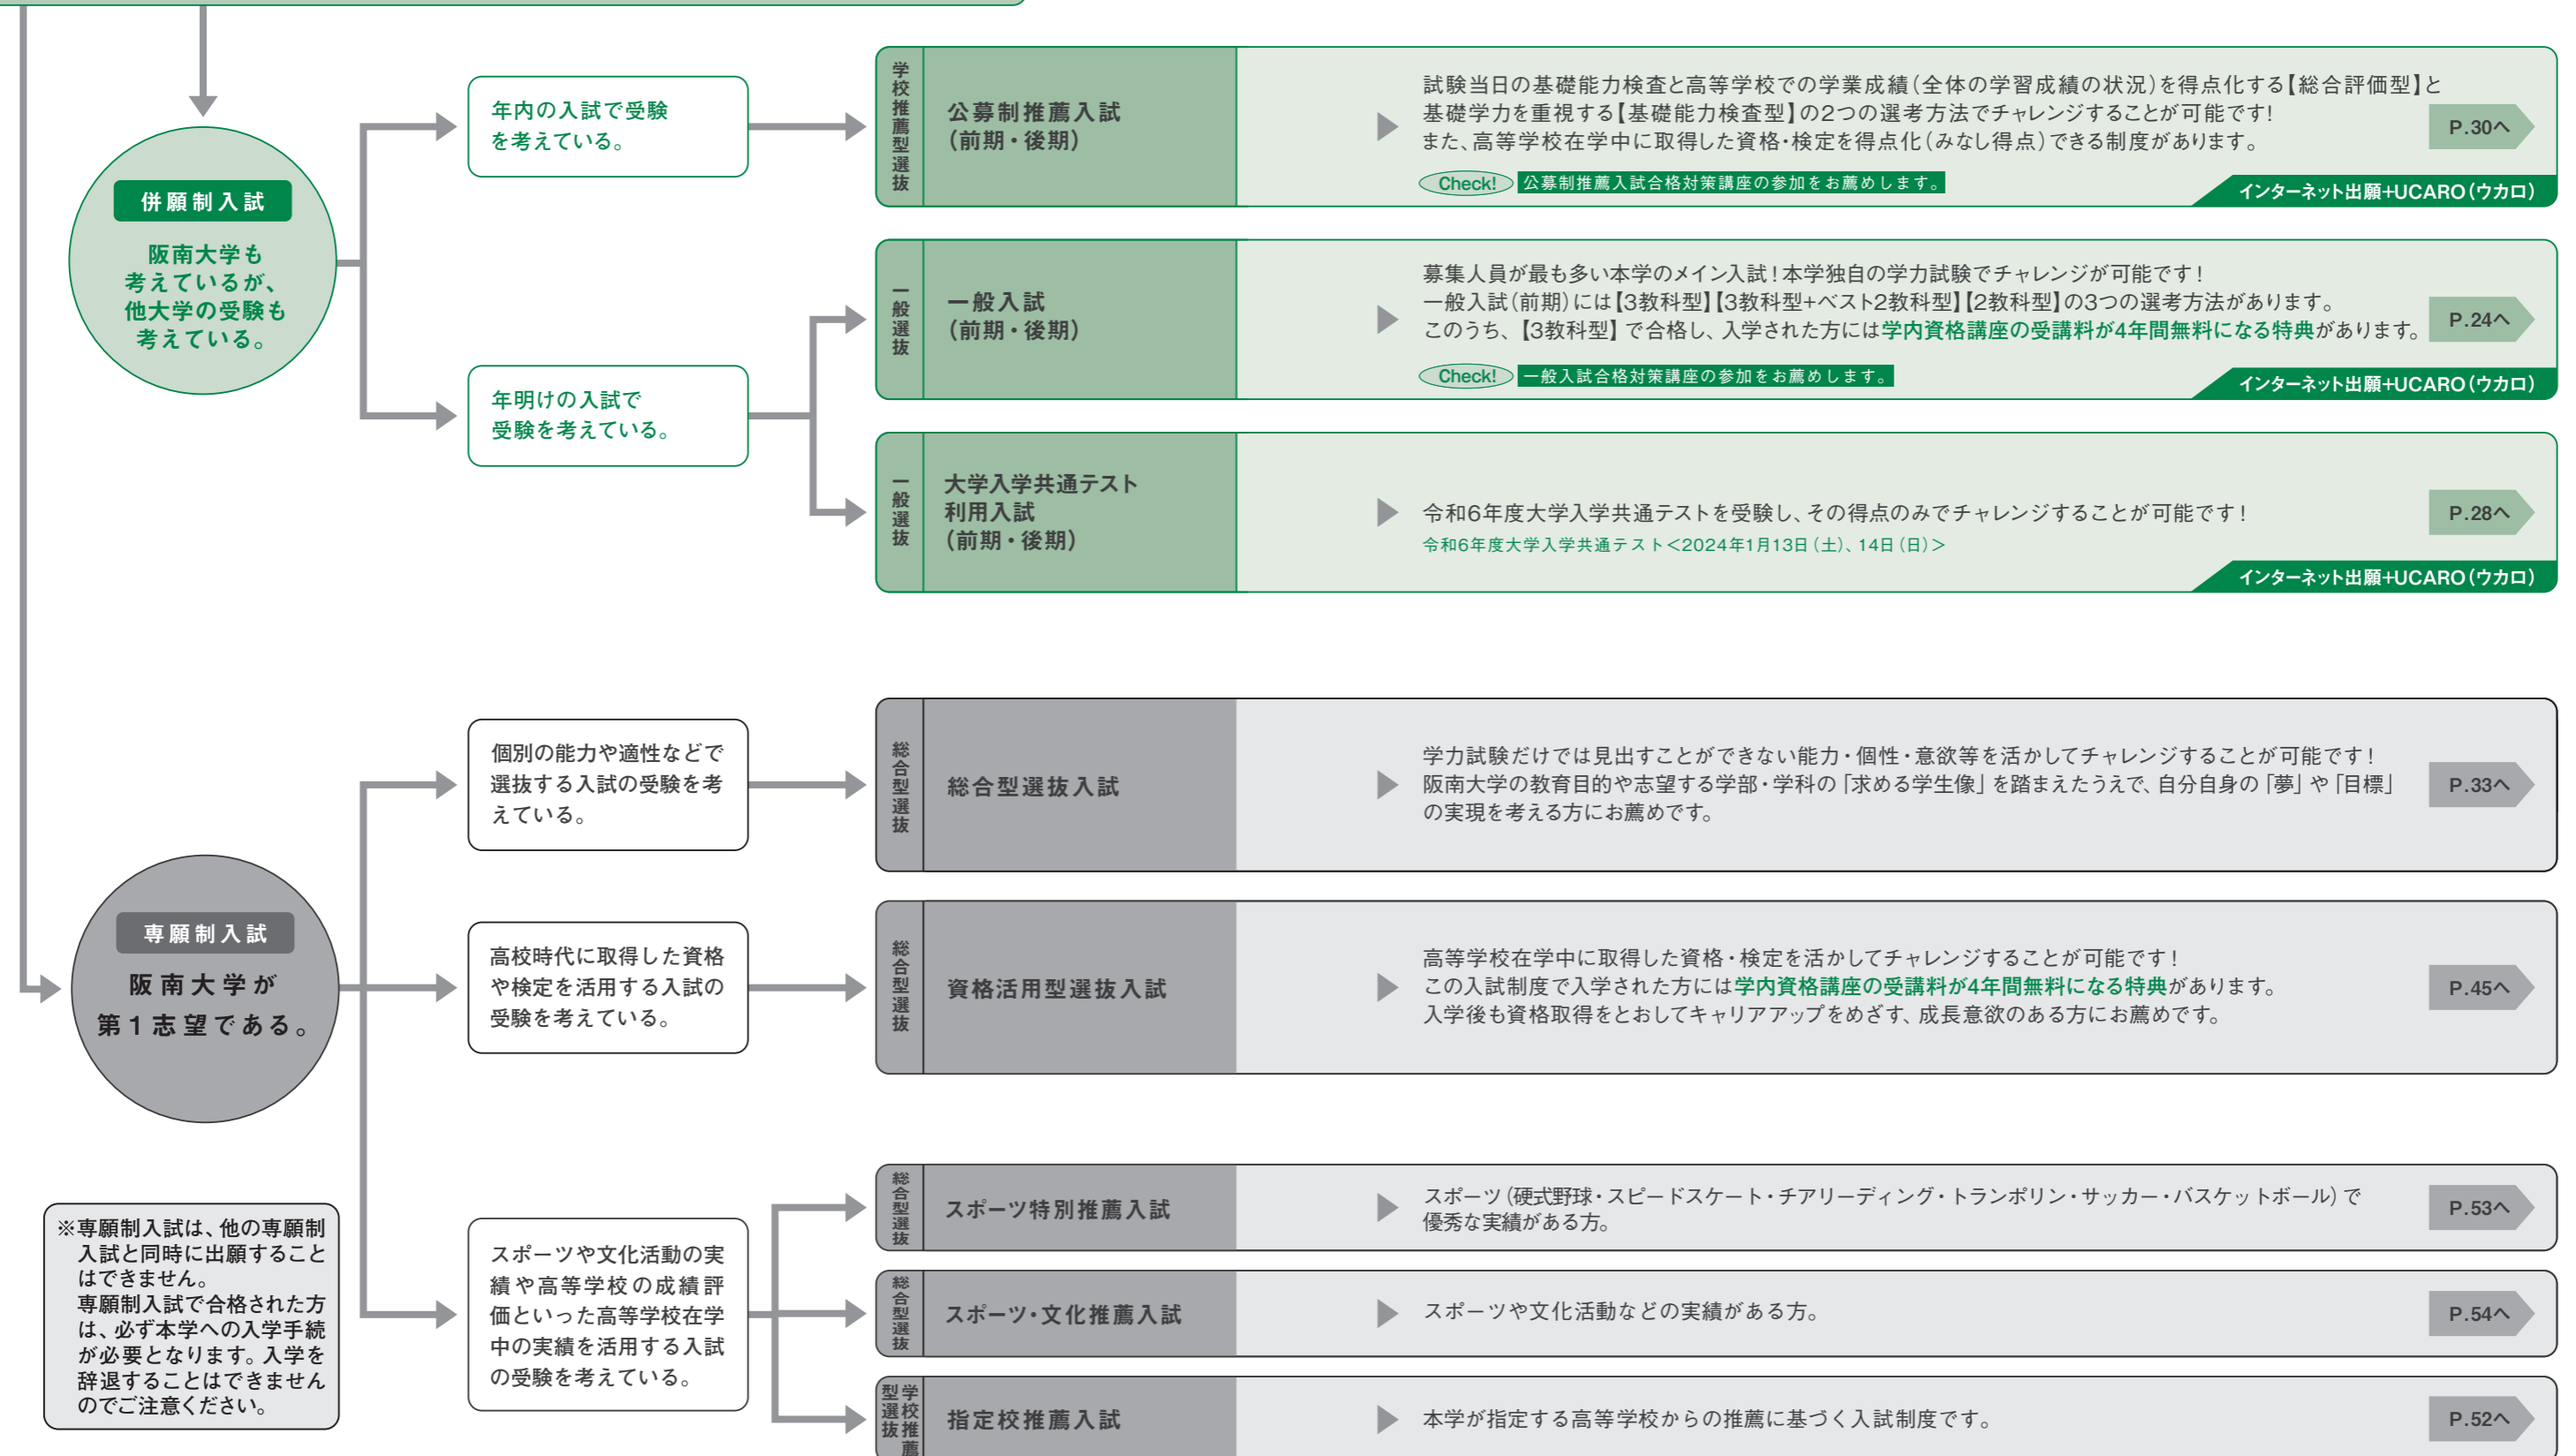 併願制入試
阪南大学も
考えているが、
他大学の受験も
考えている。
年内の入試で受験
を考えている。
学校推薦型選抜
公募制推薦入試
(前期・後期)
試験当日の基礎能力検査と高等学校での学業成績(全体の学習成績の状況)を得点化する【総合評価型】と
基礎学力を重視する【基礎能力検査型】の2つの選考方法でチャレンジすることが可能です!
また、高等学校在学中に取得した資格・検定を得点化(みなし得点)できる制度があります。
P.30へ
Check! 公募制推薦入試合格対策講座の参加をお薦めします。
インターネット出願+UCARO(ウカロ)
年明けの入試で
受験を考えている。
一般選抜
一般入試
(前期・後期)
募集人員が最も多い本学のメイン入試!本学独自の学力試験でチャレンジが可能です!
一般入試(前期)には【3教科型】【3教科型+ベスト2教科型】【2教科型】の3つの選考方法があります。
このうち、【3教科型】で合格し、入学された方には学内資格講座の受講料が4年間無料になる特典があります。
P.24へ
Check! 一般入試合格対策講座の参加をお薦めします。
インターネット出願+UCARO(ウカロ)
一般選抜
大学入学共通テスト
利用入試
(前期・後期)
令和6年度大学入学共通テストを受験し、その得点のみでチャレンジすることが可能です!
令和6年度大学入学共通テスト<2024年1月13日(土)、14日(日)>
P.28へ
インターネット出願+UCARO(ウカロ)
専願制入試
阪南大学が
第1志望である。
※専願制入試は、他の専願制
入試と同時に出願すること
はできません。
専願制入試で合格された方
は、必ず本学への入学手続
が必要となります。入学を
辞退することはできません
のでご注意ください。
個別の能力や適性などで
選抜する入試の受験を考
えている。
総合型選抜
総合型選抜入試
学力試験だけでは見出すことができない能力・個性・意欲等を活かしてチャレンジすることが可能です!
阪南大学の教育目的や志望する学部・学科の「求める学生像」を踏まえたうえで、自分自身の「夢」や「目標」
の実現を考える方にお薦めです。
P.33へ
高校時代に取得した資格
や検定を活用する入試の
受験を考えている。
総合型選抜
資格活用型選抜入試
高等学校在学中に取得した資格・検定を活かしてチャレンジすることが可能です!
この入試制度で入学された方には学内資格講座の受講料が4年間無料になる特典があります。
入学後も資格取得をとおしてキャリアアップをめざす、成長意欲のある方にお薦めです。
P.45へ
スポーツや文化活動の実
績や高等学校の成績評
価といった高等学校在学
中の実績を活用する入試
の受験を考えている。
総合型選抜
スポーツ特別推薦入試
スポーツ(硬式野球・スピードスケート・チアリーディング・トランポリン・サッカー・バスケットボール)で
優秀な実績がある方。
P.53へ
総合型選抜
スポーツ・文化推薦入試
スポーツや文化活動などの実績がある方。
P.54へ
学校推薦
型選抜
指定校推薦入試
本学が指定する高等学校からの推薦に基づく入試制度です。
P.52へ